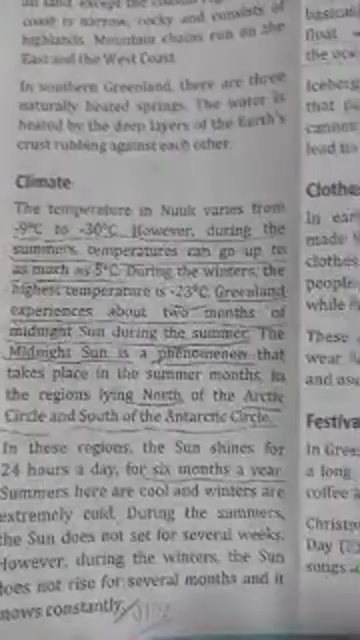 coast is narrow, rocky and consists of
highlands. Mountain chains run on the
East and the West Coast.
In southern Greenland, there are three
naturally heated springs. The water is
heated by the deep layers of the Earth's
crust rubbing against each other.
Climate
The temperature in Nuuk varies from
-9°C to -30°C. However, during the
summers, temperatures can go up to
as much as 5°C. During the winters, the
highest temperature is -23°C. Greenland
experiences about two months of
midnight Sun during the summer. The
Midnight Sun is a phenomenon that
takes place in the summer months, in
the regions lying North of the Arctic
Circle and South of the Antarctic Circle.
In these regions, the Sun shines for
24 hours a day, for six months a year.
Summers here are cool and winters are
extremely cold. During the summers,
the Sun does not set for several weeks.
However, during the winters, the Sun
does not rise for several months and it
snows constantly.
float
the oce
Iceberg
that
cannot
lead to
Clothe
In ear
made
clothes
people
while
These
wear
and
Festiva
In Gree
a long
coffee a
Christm
Day (2
songs